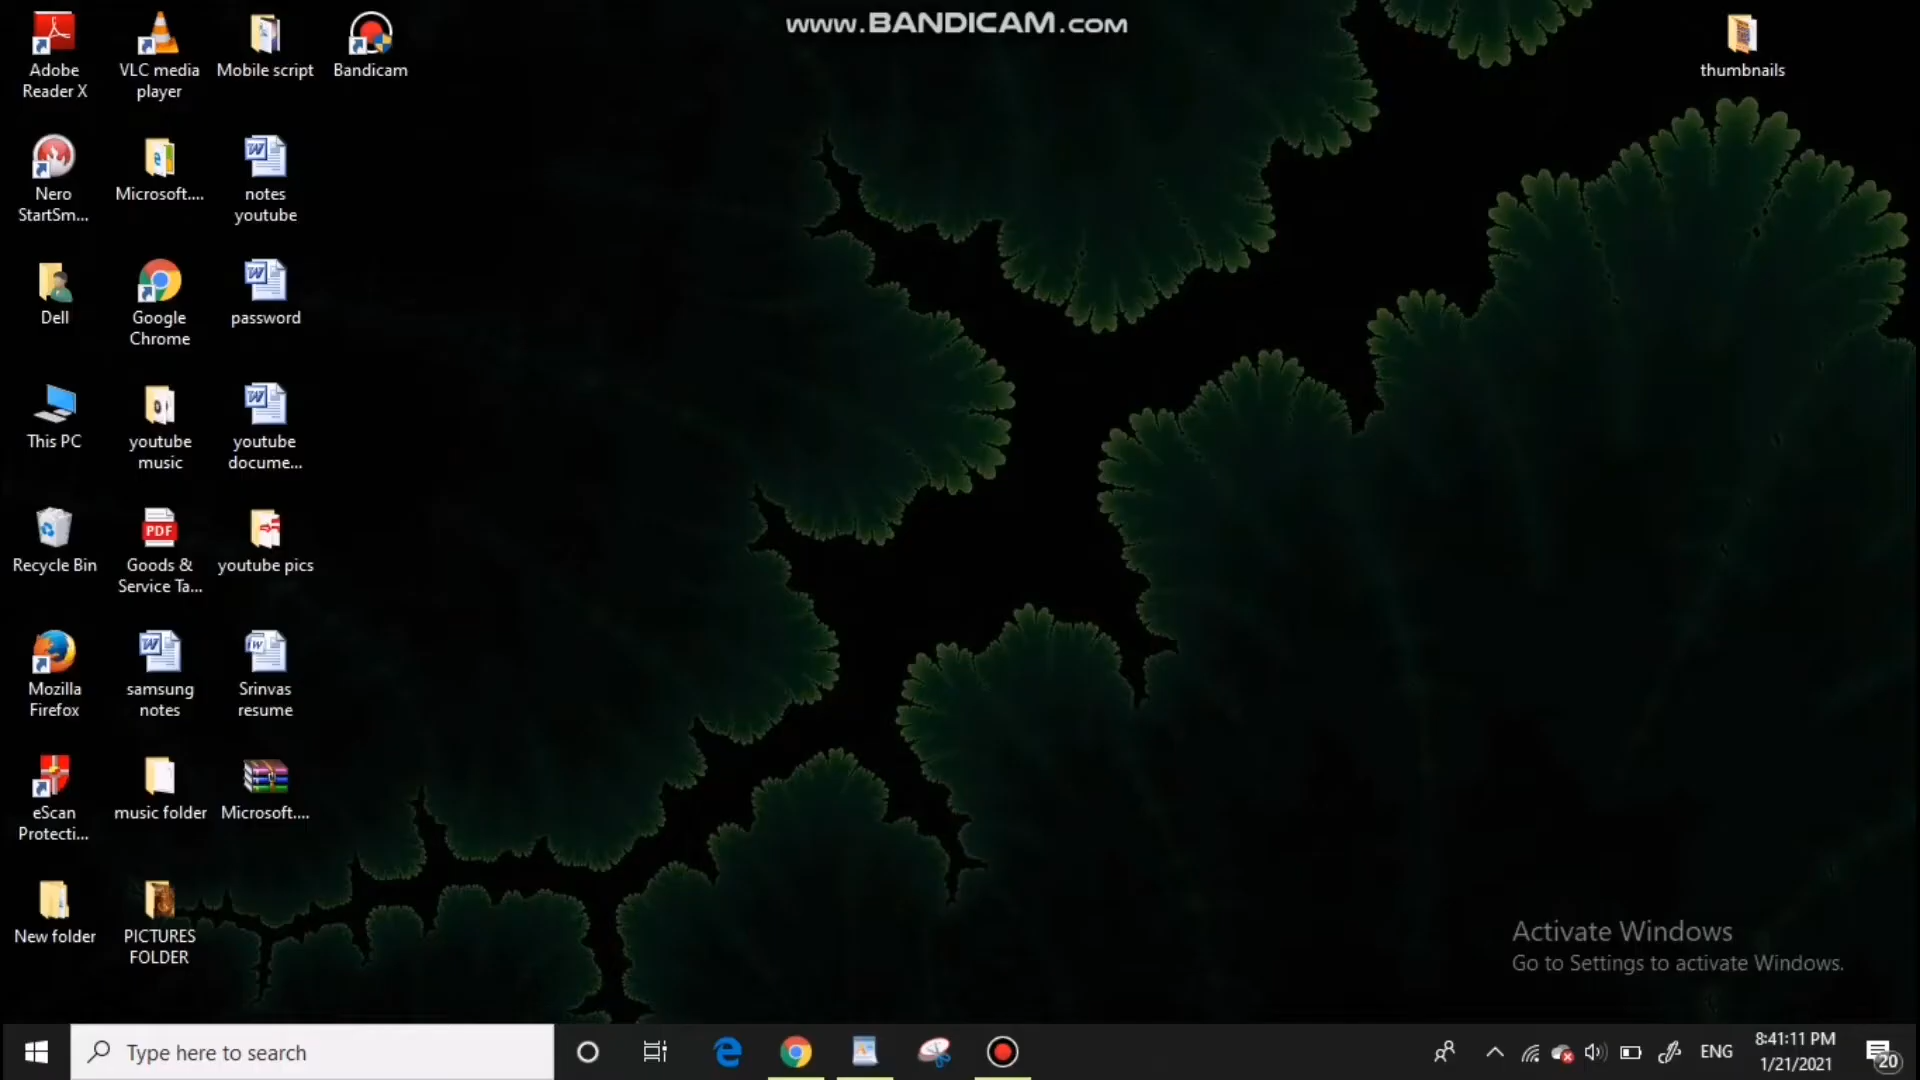 www.BANDICAM.COM
Adobe
Reader X
VLC media
player
Mobile script
Bandicam
thumbnails
Nero
StartSm...
Microsoft....
notes
youtube
Dell
Google
Chrome
password
This PC
youtube
music
youtube
docume...
Recycle Bin
PDF
Goods &
Service Ta...
youtube pics
Mozilla
Firefox
samsung
notes
Srinvas
resume
eScan
Protecti...
music folder
Microsoft....
New folder
PICTURES
FOLDER
Activate Windows
Go to Settings to activate Windows.
Type here to search
ENG
8:41:11 PM
1/21/2021
20